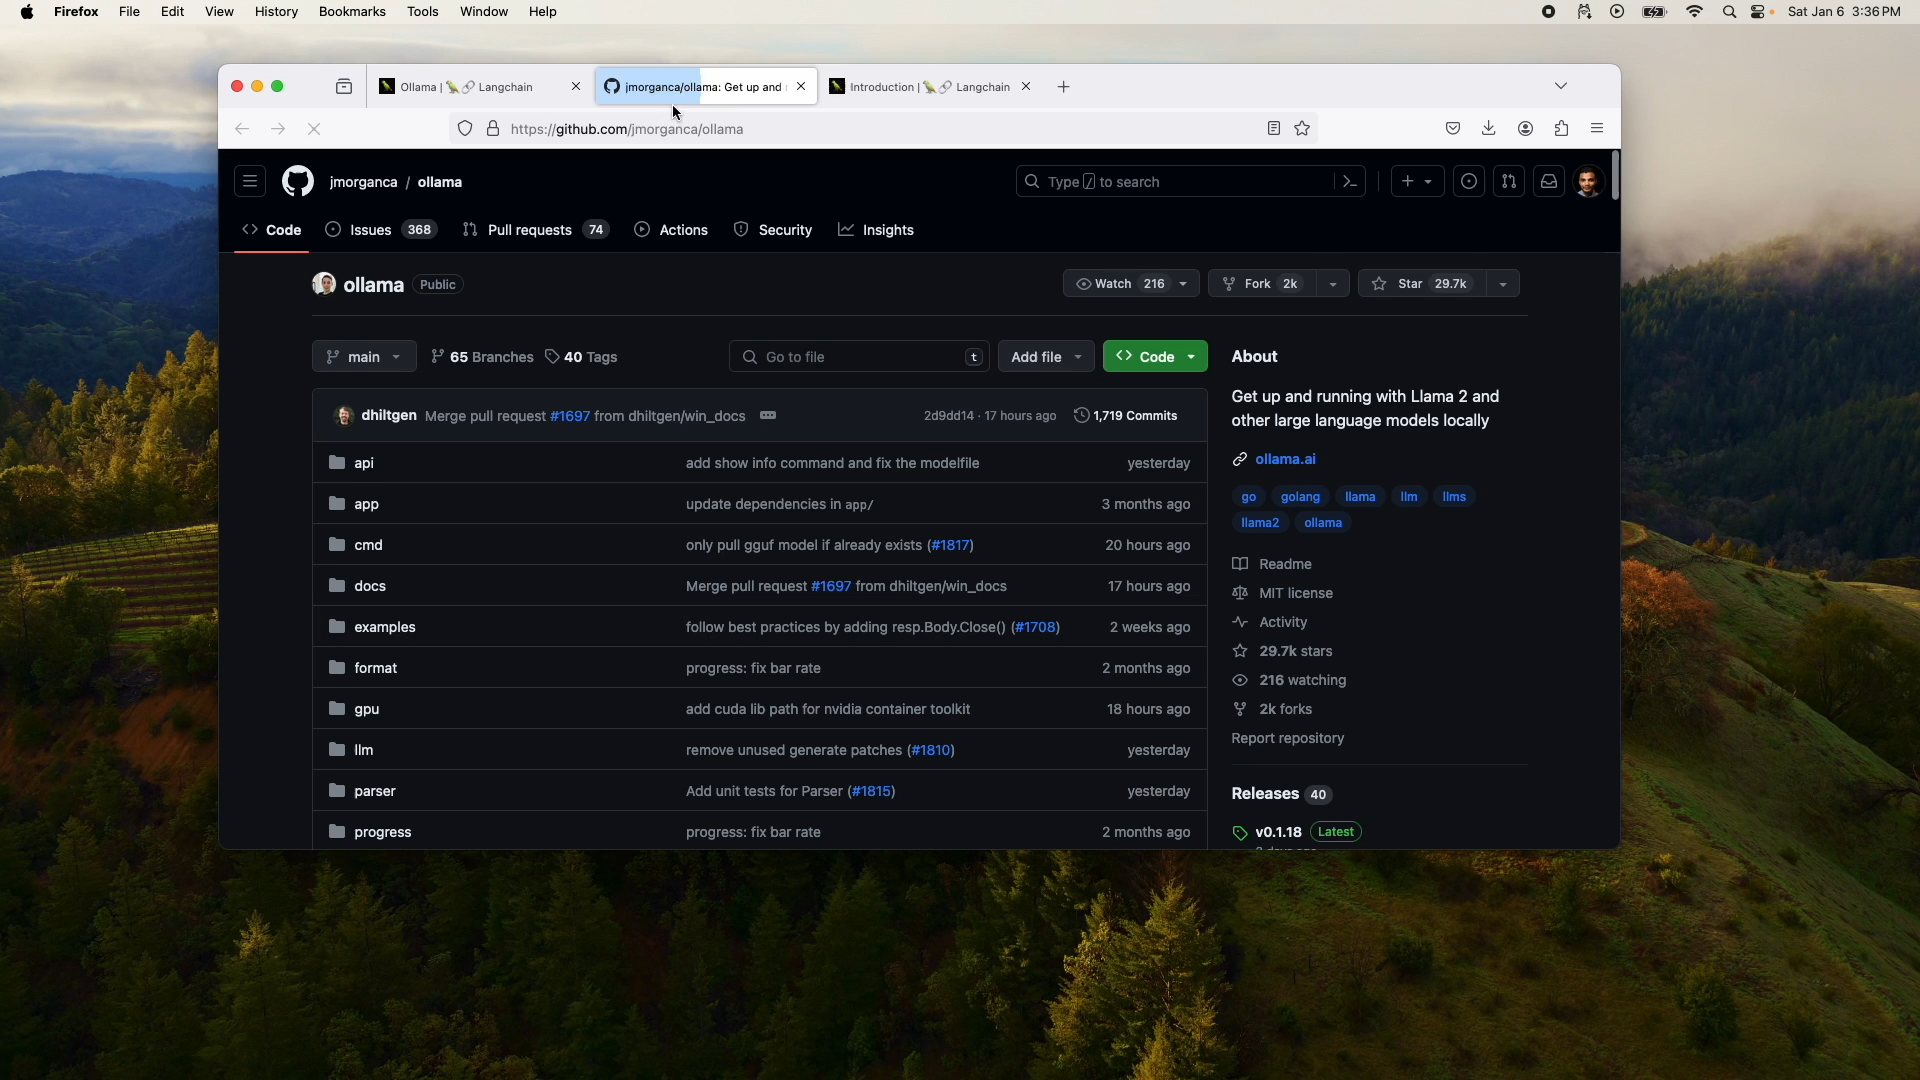 Firefox File Edit View History Bookmarks Tools Window Help Sat Jan 6 3:36 PM
Ollama | 🦜🔗 Langchain jmorganca/ollama: Get up and Introduction | 🦜🔗 Langchain
https://github.com/jmorganca/ollama
jmorganca / ollama Type / to search
Code Issues 368 Pull requests 74 Actions Security Insights
ollama Public Watch 216 Fork 2k Star 29.7k
main 65 Branches 40 Tags Go to file t Add file Code
dhiltgen Merge pull request #1697 from dhiltgen/win_docs 2d9dd14 · 17 hours ago 1,719 Commits
api add show info command and fix the modelfile yesterday
app update dependencies in app/ 3 months ago
cmd only pull gguf model if already exists (#1817) 20 hours ago
docs Merge pull request #1697 from dhiltgen/win_docs 17 hours ago
examples follow best practices by adding resp.Body.Close() (#1708) 2 weeks ago
format progress: fix bar rate 2 months ago
gpu add cuda lib path for nvidia container toolkit 18 hours ago
llm remove unused generate patches (#1810) yesterday
parser Add unit tests for Parser (#1815) yesterday
progress progress: fix bar rate 2 months ago
About
Get up and running with Llama 2 and
other large language models locally
ollama.ai
go golang llama llm llms
llama2 ollama
Readme
MIT license
Activity
29.7k stars
216 watching
2k forks
Report repository
Releases 40
v0.1.18 Latest